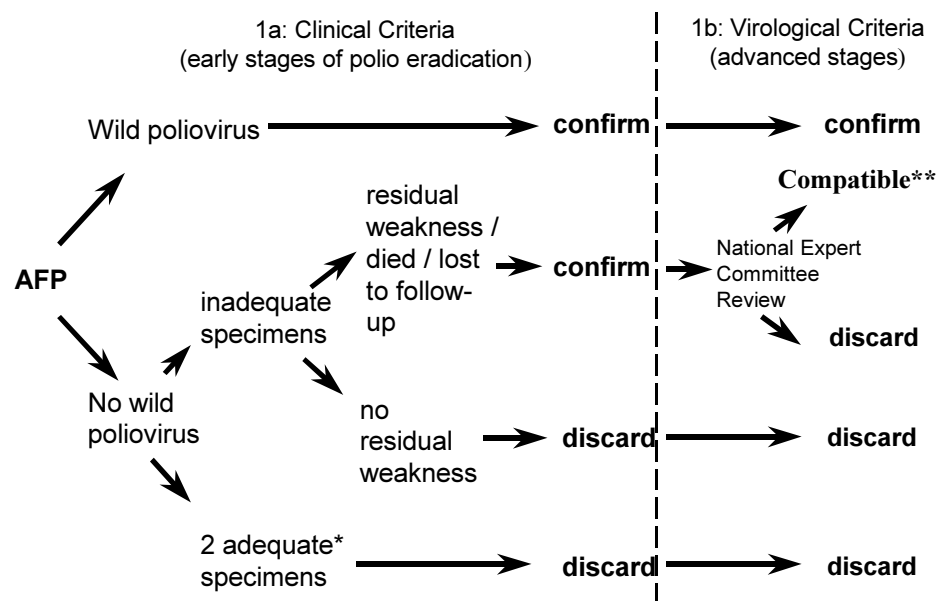 1a: Clinical Criteria
(early stages of polio eradication)
1b: Virological Criteria
(advanced stages)
Wild poliovirus
confirm
confirm
Compatible**
residual
weakness /
died / lost
to follow-
up
confirm
National Expert
Committee
Review
AFP
inadequate
specimens
discard
No wild
poliovirus
no
residual
weakness
discard
discard
2 adequate*
specimens
discard
discard